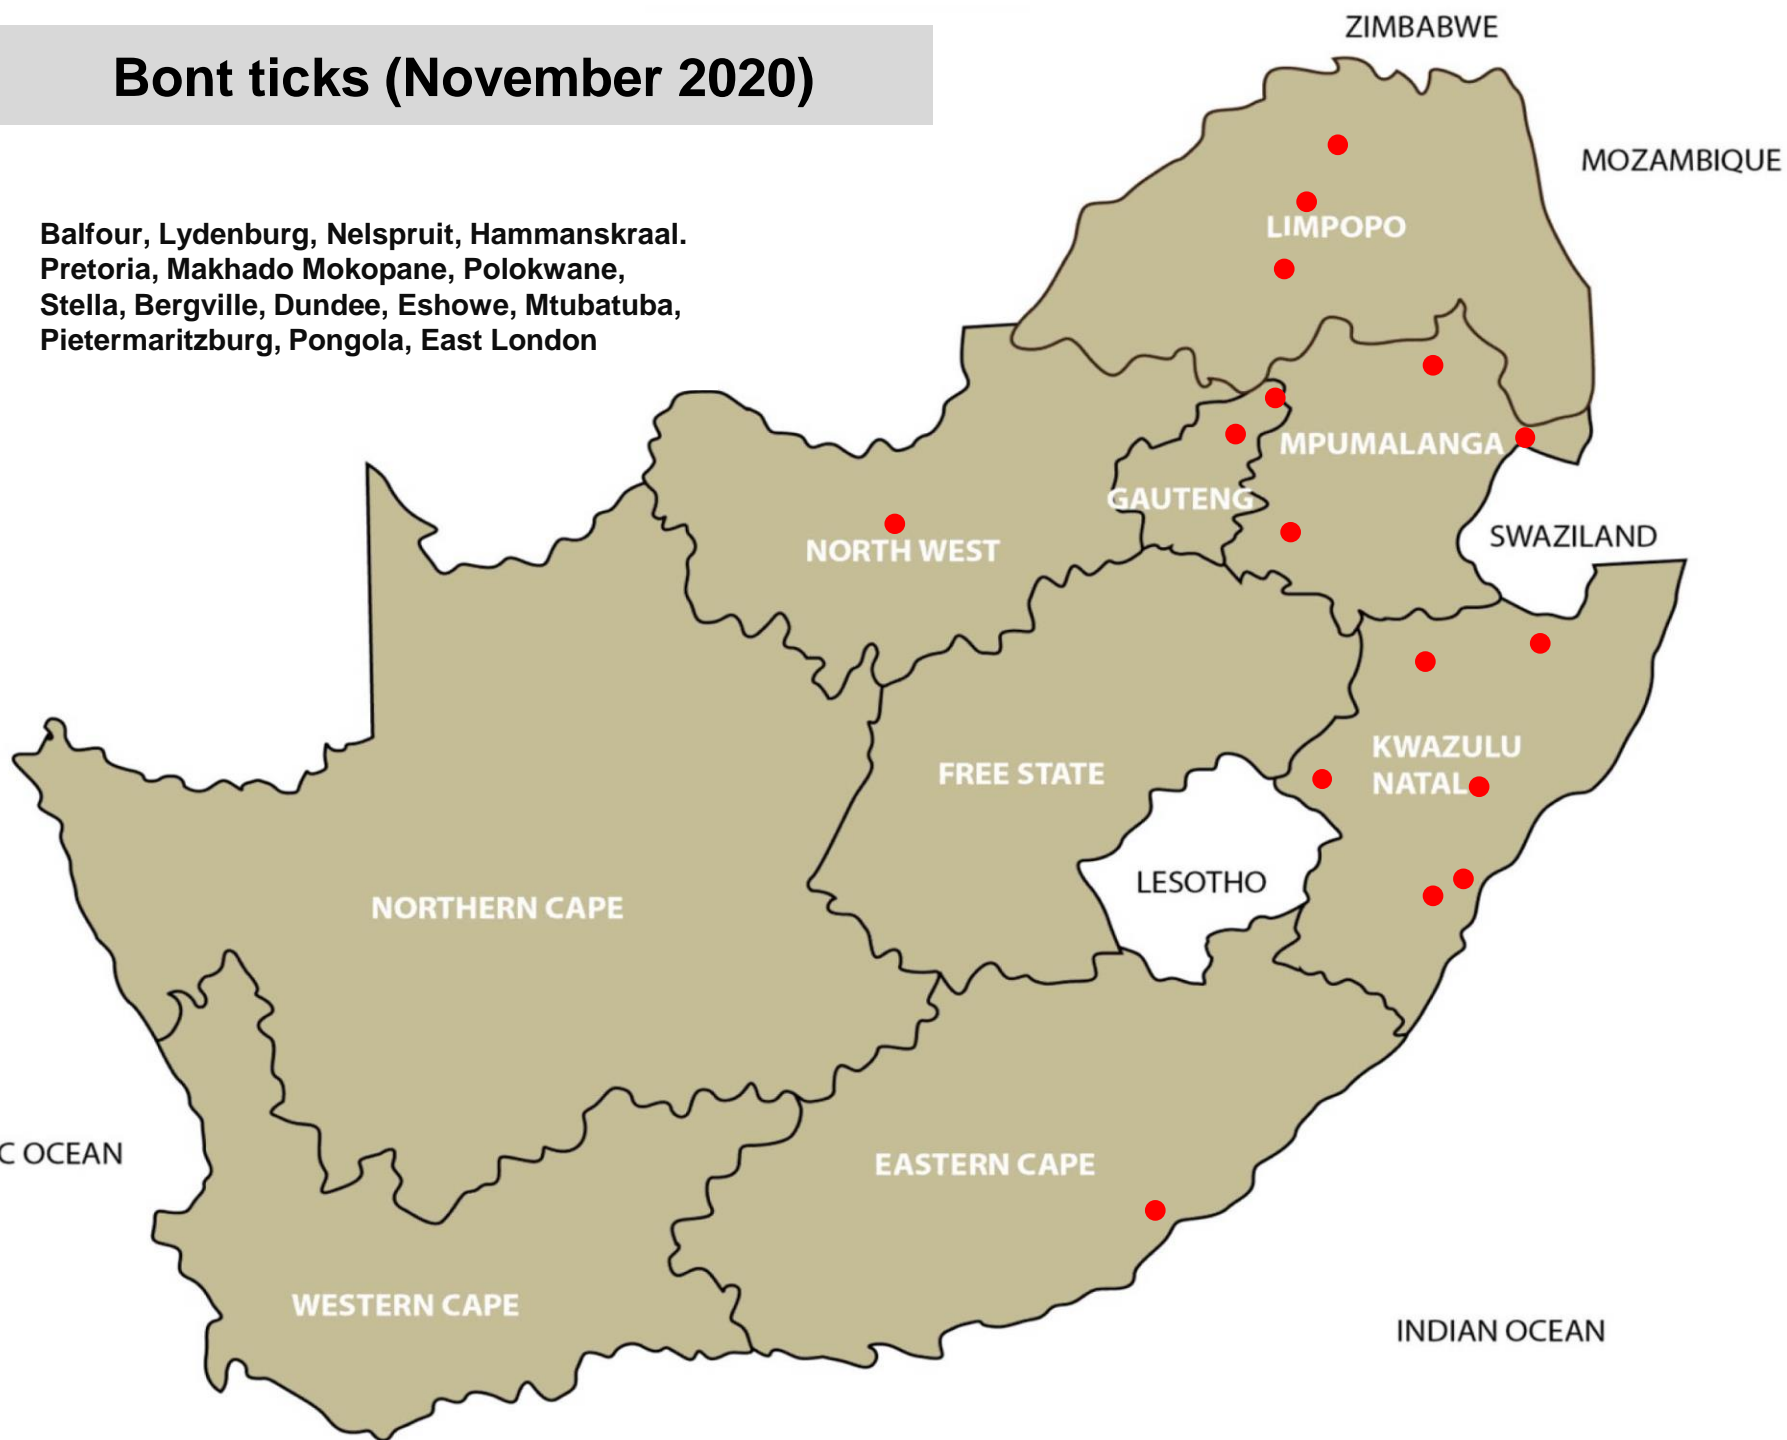 ZIMBABWE
Bont ticks (November 2020)
MOZAMBIQUE
Balfour, Lydenburg, Nelspruit, Hammanskraal.
Pretoria, Makhado Mokopane, Polokwane,
Stella, Bergville, Dundee, Eshowe, Mtubatuba,
Pietermaritzburg, Pongola, East London
LIMPOPO
MPUMALANGA
GAUTENG
SWAZILAND
NORTH WEST
KWAZULU
NATAL
FREE STATE
LESOTHO
NORTHERN CAPE
C OCEAN
EASTERN CAPE
WESTERN CAPE
INDIAN OCEAN